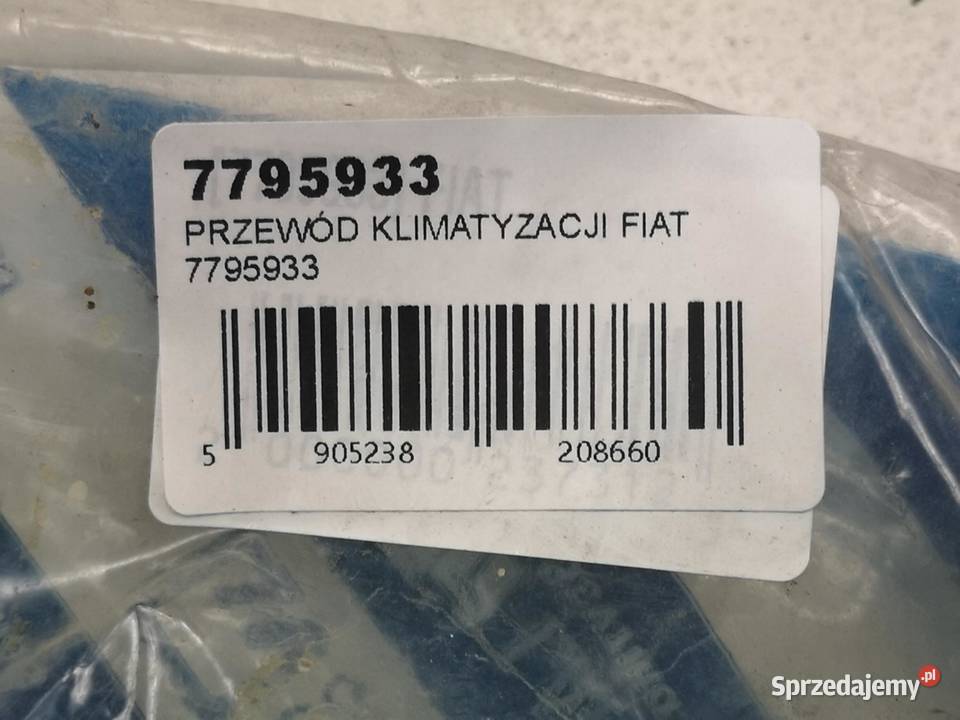 7795933
PRZEWÓD KLIMATYZACJI FIAT
7795933
5 905238 208660
Sprzedajemy.pl